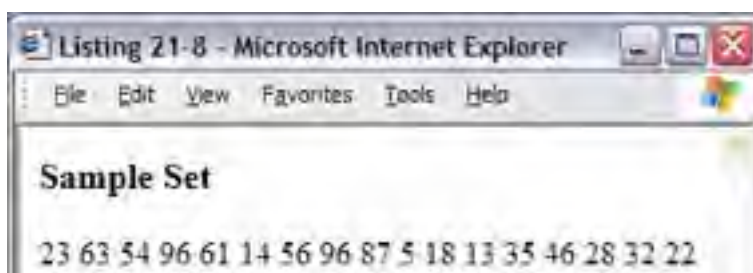 Listing 21-8 - Microsoft Internet Explorer
File Edit View Favorites Tools Help
Sample Set
23 63 54 96 61 14 56 96 87 5 18 13 35 46 28 32 22